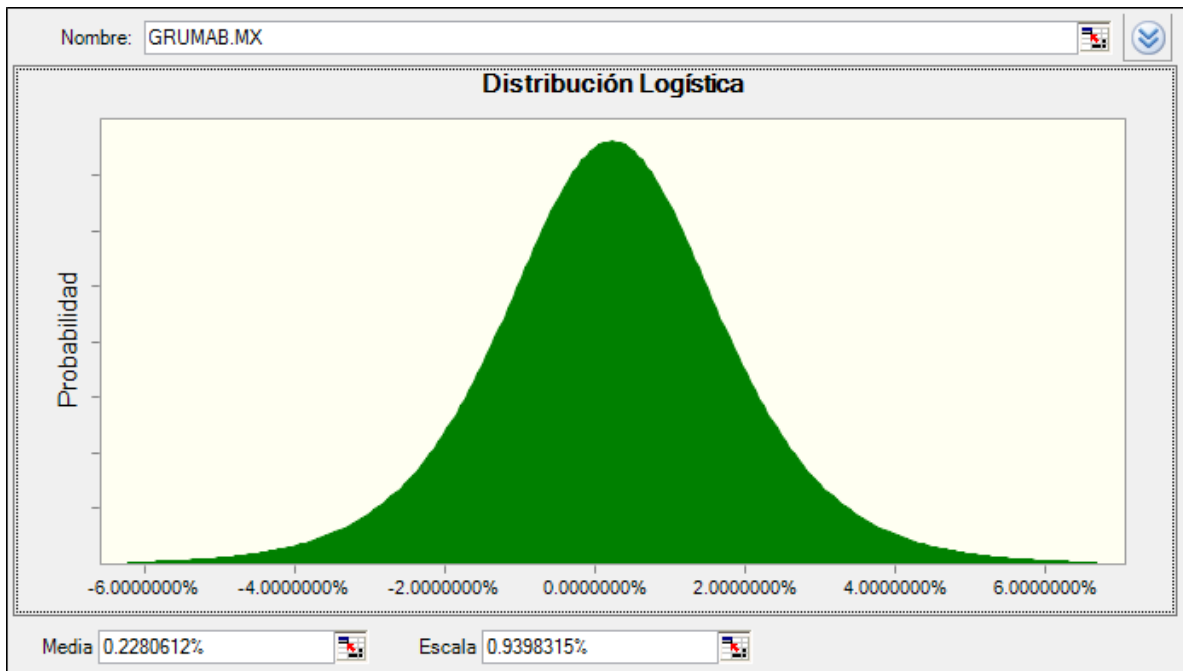 Nombre: GRUMAB.MX
Distribución Logística
Probabilidad
-6.0000000% -4.0000000% -2.0000000% 0.0000000% 2.0000000% 4.0000000% 6.0000000%
Media 0.2280612% Escala 0.9398315%